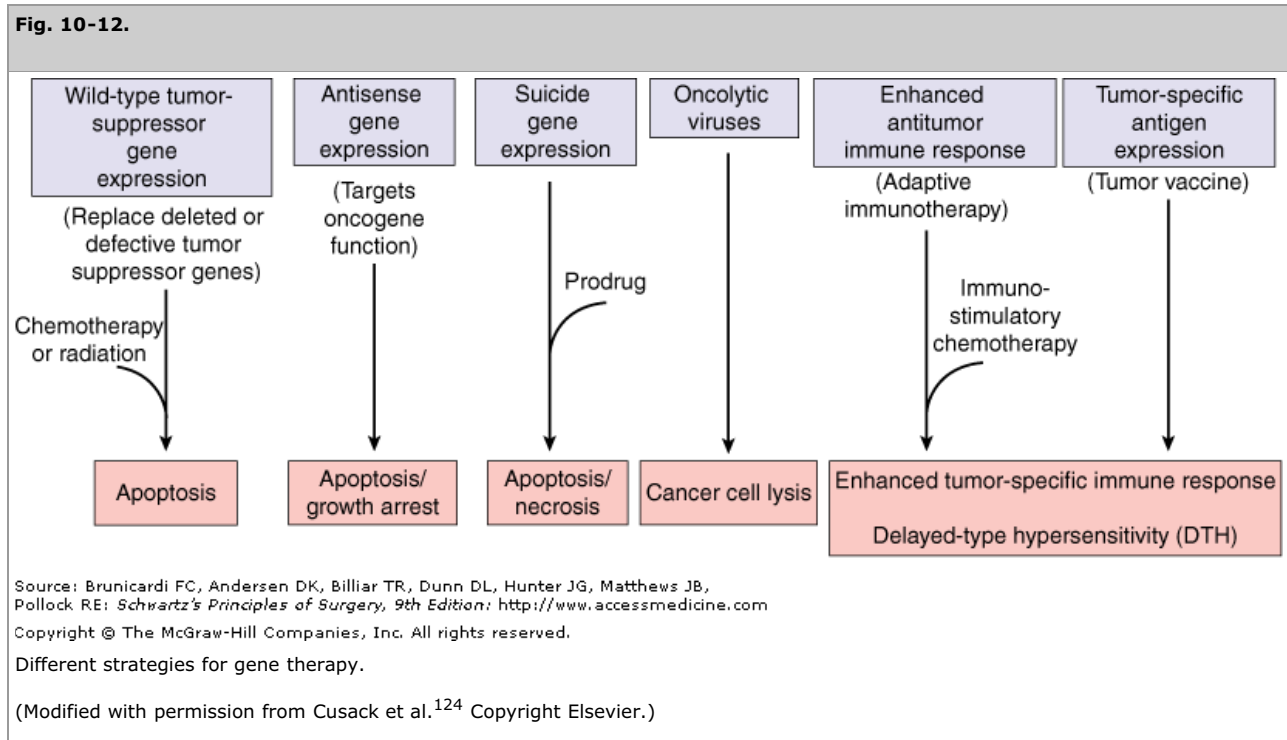 Fig. 10-12.
Wild-type tumor-
suppressor
gene
expression
(Replace deleted or
defective tumor
suppressor genes)
Chemotherapy
or radiation
Apoptosis
Antisense
gene
expression
(Targets
oncogene
function)
Apoptosis/
growth arrest
Suicide
gene
expression
Prodrug
Apoptosis/
necrosis
Oncolytic
viruses
Cancer cell lysis
Enhanced
antitumor
immune response
(Adaptive
immunotherapy)
Immuno-
stimulatory
chemotherapy
Tumor-specific
antigen
expression
(Tumor vaccine)
Enhanced tumor-specific immune response
Delayed-type hypersensitivity (DTH)
Source: Brunicardi FC, Andersen DK, Billiar TR, Dunn DL, Hunter JG, Matthews JB,
Pollock RE: Schwartz's Principles of Surgery, 9th Edition: http://www.accessmedicine.com
Copyright © The McGraw-Hill Companies, Inc. All rights reserved.
Different strategies for gene therapy.
(Modified with permission from Cusack et al.124 Copyright Elsevier.)